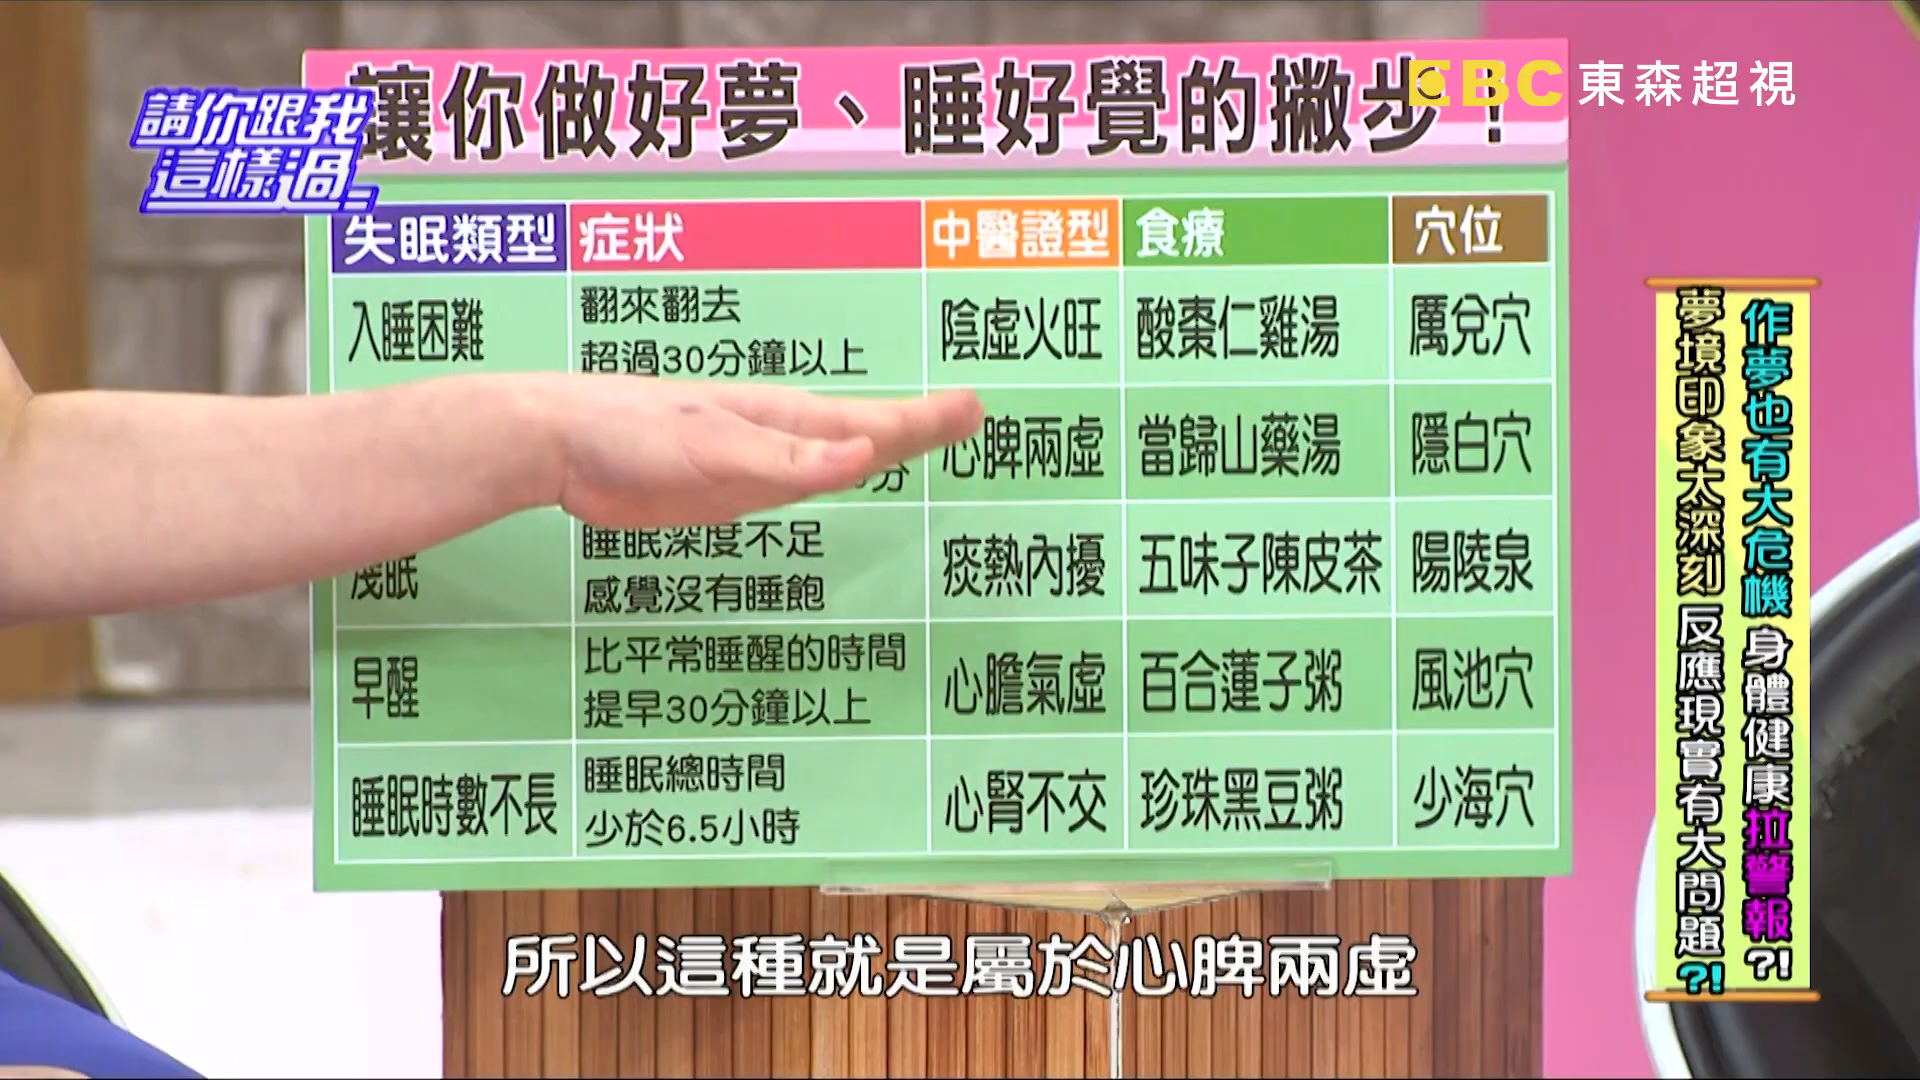 EBC 東森超視
請你跟我
這樣過
讓你做好夢、睡好覺的撇步！
失眠類型 症狀 中醫證型 食療 穴位
入睡困難 翻來翻去 陰虛火旺 酸棗仁雞湯 厲兌穴
超過30分鐘以上
心脾兩虛 當歸山藥湯 隱白穴
分
淺眠 睡眠深度不足 痰熱內擾 五味子陳皮茶 陽陵泉
感覺沒有睡飽
早醒 比平常睡醒的時間 心膽氣虛 百合蓮子粥 風池穴
提早30分鐘以上
睡眠時數不長 睡眠總時間 心腎不交 珍珠黑豆粥 少海穴
少於6.5小時
作夢也有大危機 身體健康拉警報?!
夢境印象太深刻 反應現實有大問題?!
所以這種就是屬於心脾兩虛